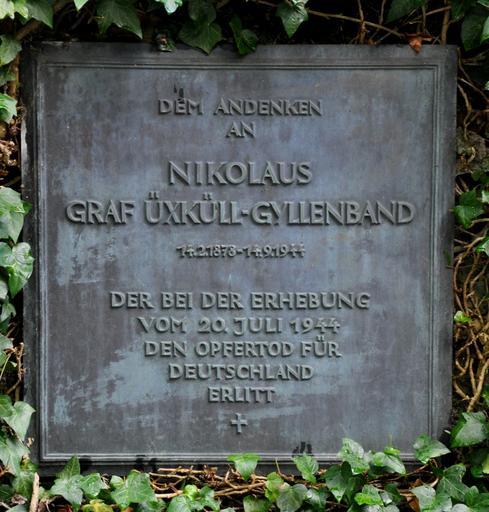 DEM ANDENKEN
AN
NIKOLAUS
GRAF ÜXKÜLL-GYLLENBAND
14.2.1878-14.9.1944
DER BEI DER ERHEBUNG
VOM 20. JULI 1944
DEN OPFERTOD FÜR
DEUTSCHLAND
ERLITT